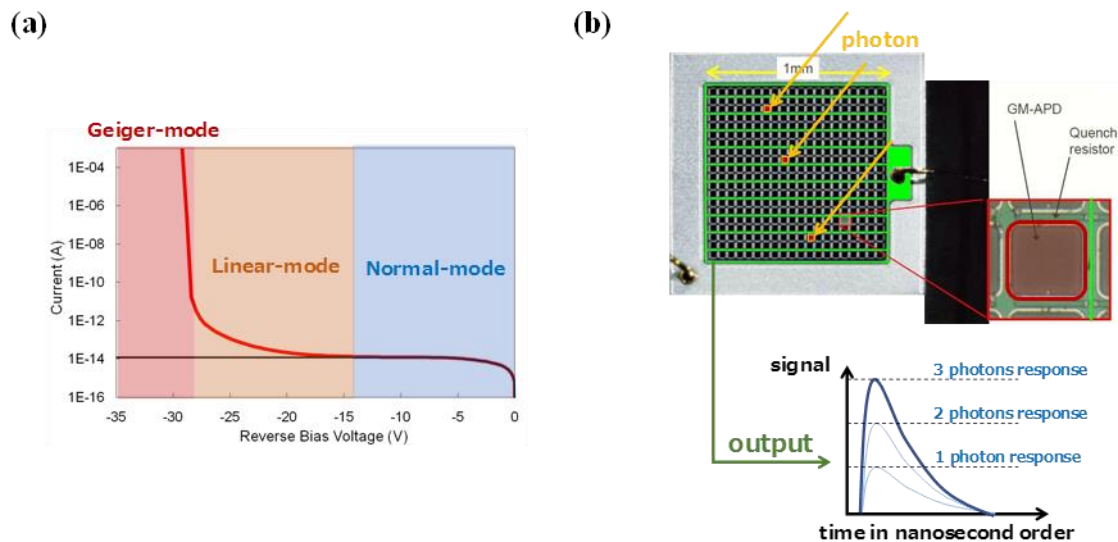 (a)
Geiger-mode
Linear-mode
Normal-mode
Current (A)
1E-04
1E-06
1E-08
1E-10
1E-12
1E-14
1E-16
-35
-30
-25
-20
-15
-10
-5
0
Reverse Bias Voltage (V)
(b)
photon
1mm
GM-APD
Quench
resistor
signal
3 photons response
2 photons response
1 photon response
output
time in nanosecond order